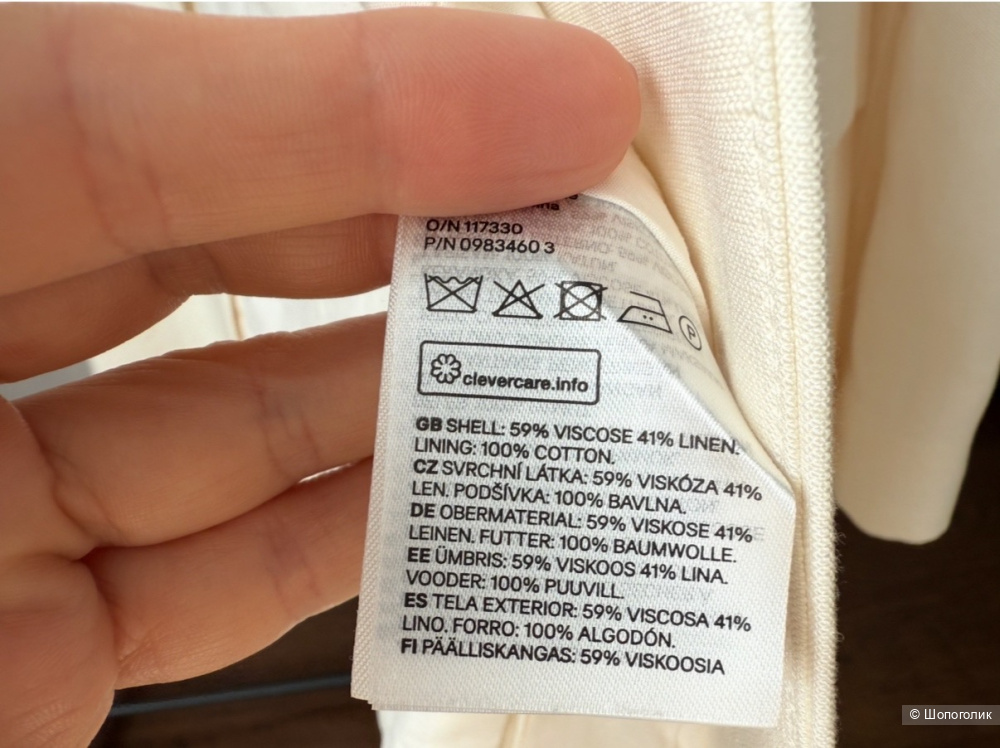 O/N 117330
P/N 0983460 3
P
clevercare.info
GB SHELL: 59% VISCOSE 41% LINEN.
LINING: 100% COTTON.
CZ SVRCHNÍ LÁTKA: 59% VISKÓZA 41%
LEN. PODŠÍVKA: 100% BAVLNA.
DE OBERMATERIAL: 59% VISKOSE 41%
LEINEN. FUTTER: 100% BAUMWOLLE.
EE ÜMBRIS: 59% VISKOOS 41% LINA.
VOODER: 100% PUUVILL.
ES TELA EXTERIOR: 59% VISCOSA 41%
LINO. FORRO: 100% ALGODÓN.
FI PÄÄLLISKANGAS: 59% VISKOOSIA
© Шопоголик